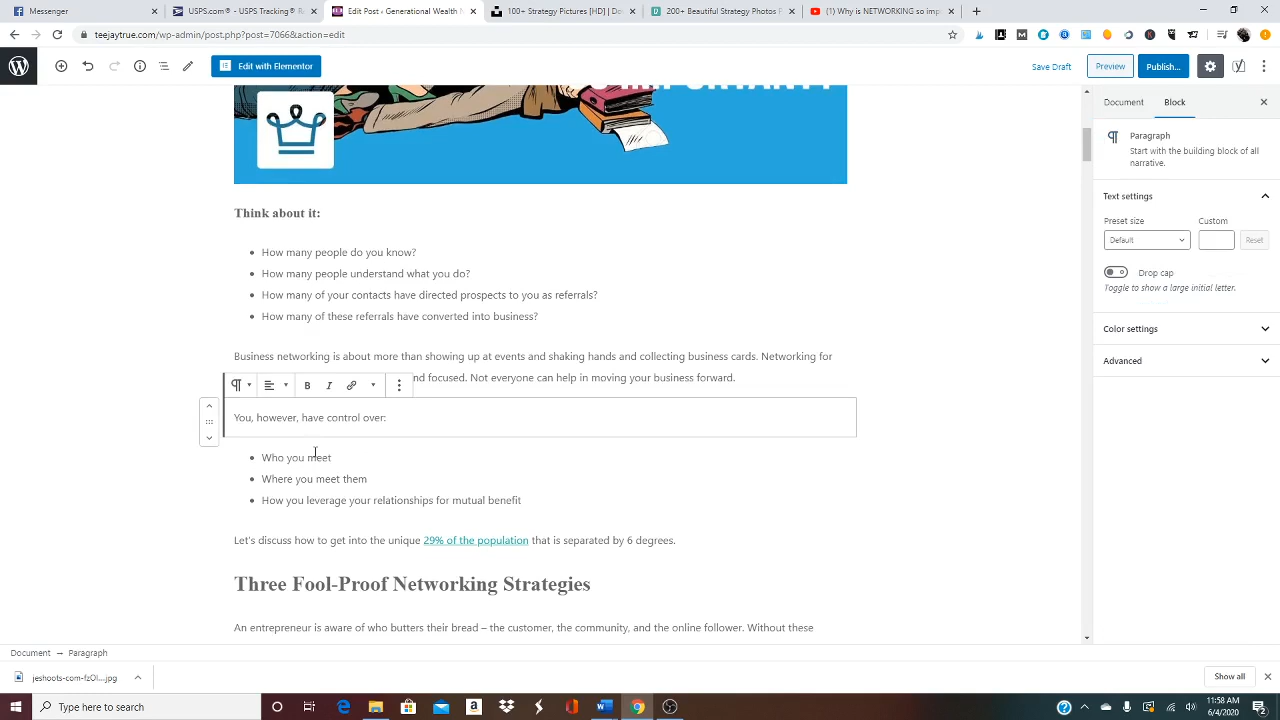 Messenger
USPS.com® - USPS Tracking® Re
Edit Post ‹ Networking Wealth N
100+ Strategy Pictures [HD] | Do
200+ Beautiful Strategy Photos ·
(1) Why is NETWORKING so imp
teejaytrue.com/wp-admin/post.php?post=7066&action=edit
Edit with Elementor
Save Draft
Preview
Publish...
Document
Block
Paragraph
Start with the building block of all
narrative.
Text settings
Preset size
Custom
Default
Reset
Drop cap
Toggle to show a large initial letter.
Color settings
Advanced
Think about it:
How many people do you know?
How many people understand what you do?
How many of your contacts have directed prospects to you as referrals?
How many of these referrals have converted into business?
Business networking is about more than showing up at events and shaking hands and collecting business cards. Networking for
nd focused. Not everyone can help in moving your business forward.
B I
You, however, have control over:
Who you meet
Where you meet them
How you leverage your relationships for mutual benefit
Let's discuss how to get into the unique 29% of the population that is separated by 6 degrees.
Three Fool-Proof Networking Strategies
An entrepreneur is aware of who butters their bread – the customer, the community, and the online follower. Without these
Document → Paragraph
jeshoots-com-fzOI....jpg
Show all
Type here to search
11:58 AM
6/4/2020